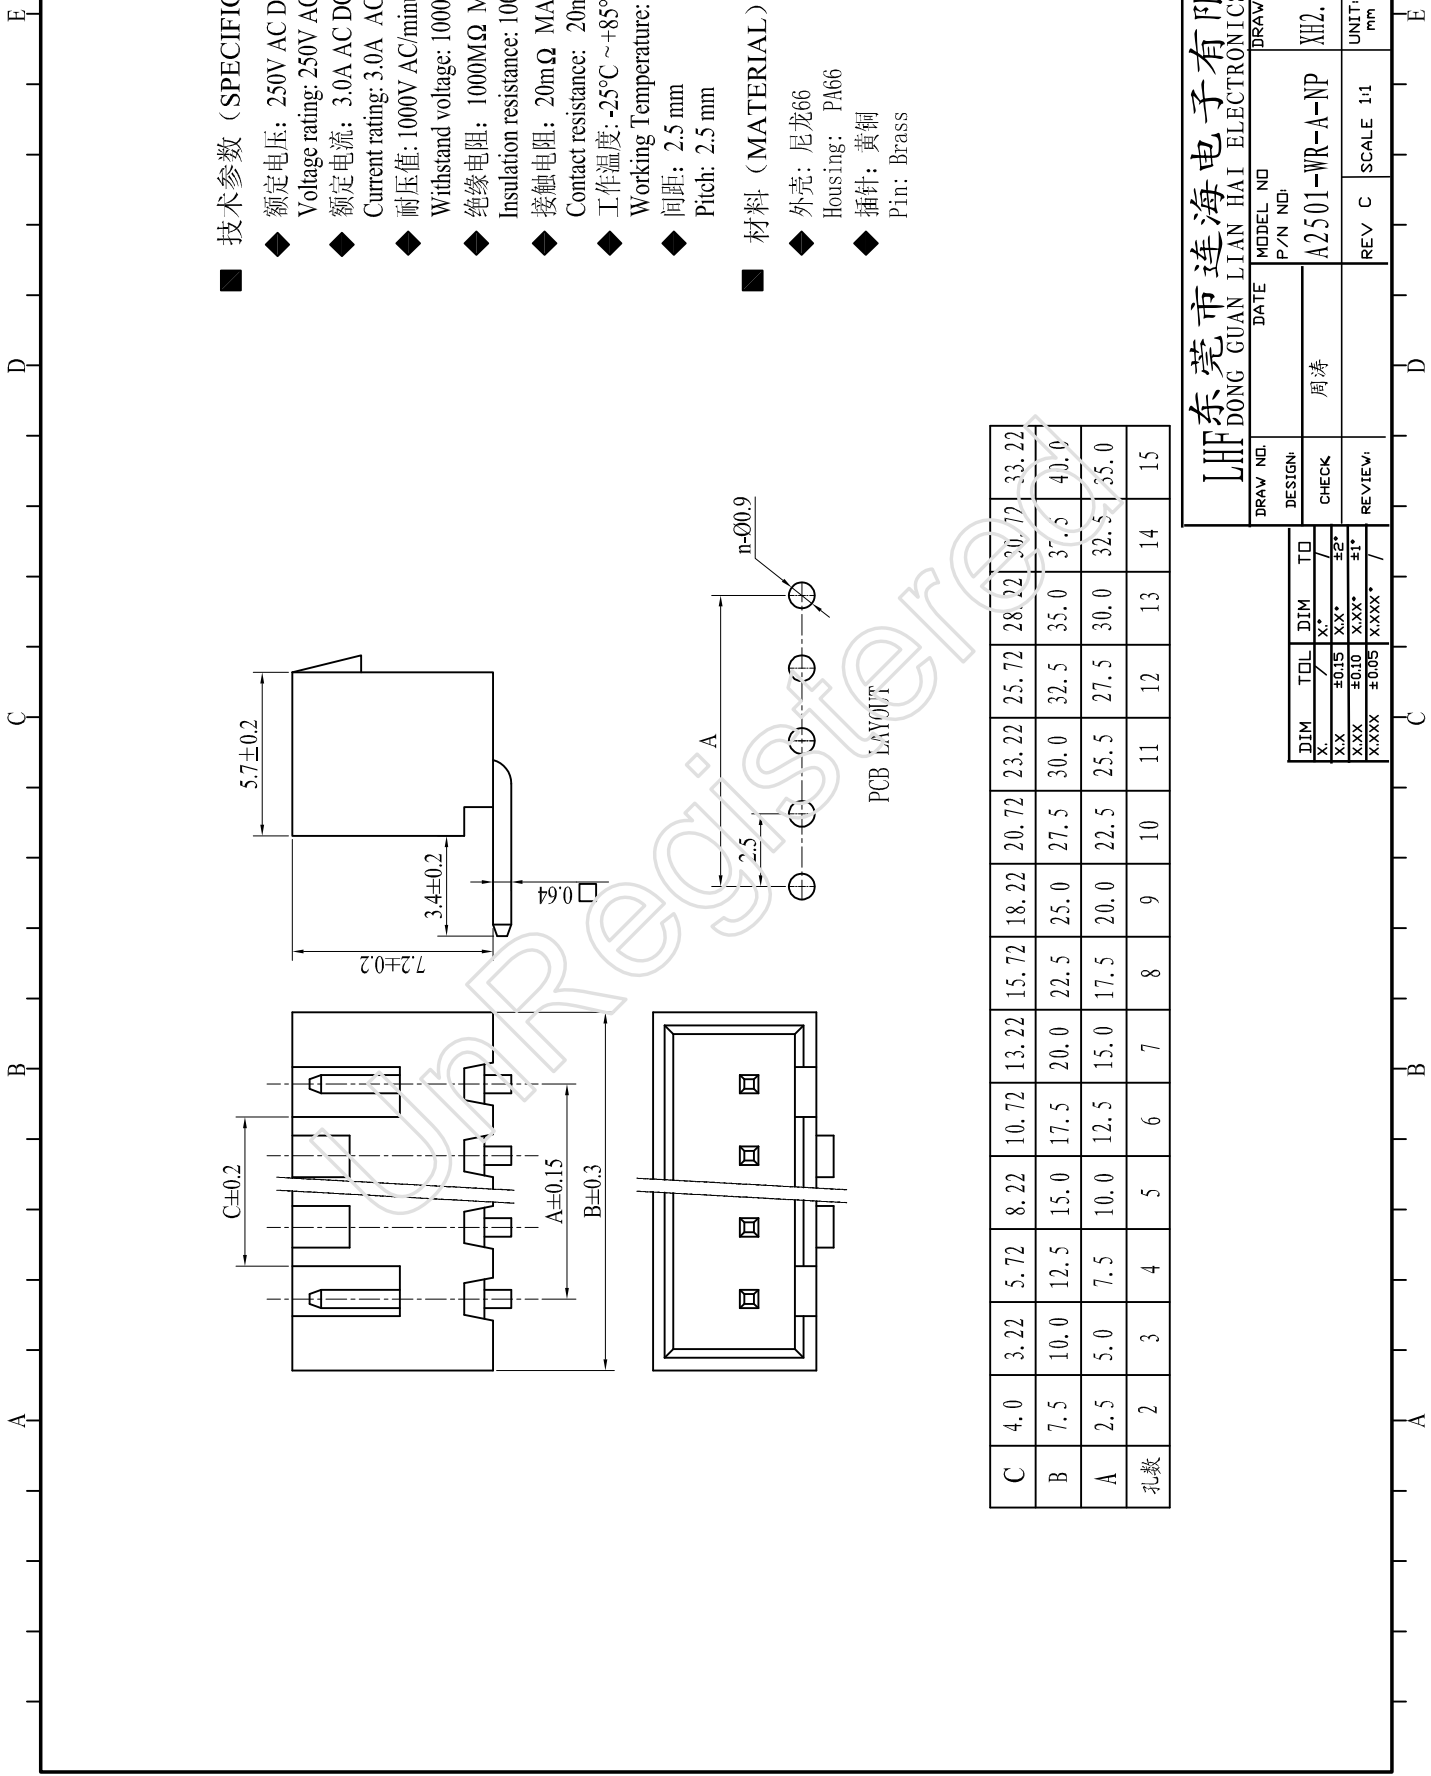 E
D
C
B
A
技术参数（SPECIFIC
额定电压：250V AC D
Voltage rating: 250V AC
额定电流：3.0A AC DC
Current rating: 3.0A AC
耐压值: 1000V AC/minu
Withstand voltage: 1000
绝缘电阻：1000MΩ M
Insulation resistance: 100
接触电阻：20mΩ MA
Contact resistance: 20m
工作温度: -25°C～+85°
Working Temperature:
间距：2.5 mm
Pitch: 2.5 mm
材料（MATERIAL）
外壳：尼龙66
Housing: PA66
插针：黄铜
Pin: Brass
C±0.2
A±0.15
B±0.3
7.2±0.2
3.4±0.2
5.7±0.2
□0.64
A
2.5
n-Ø0.9
PCB LAYOUT
C 4.0 3.22 5.72 8.22 10.72 13.22 15.72 18.22 20.72 23.22 25.72 28.22 30.72 33.22
B 7.5 10.0 12.5 15.0 17.5 20.0 22.5 25.0 27.5 30.0 32.5 35.0 37.5 40.0
A 2.5 5.0 7.5 10.0 12.5 15.0 17.5 20.0 22.5 25.5 27.5 30.0 32.5 35.0
孔数 2 3 4 5 6 7 8 9 10 11 12 13 14 15
UnRegistered
DIM TOL DIM TO
X. / X.° /
X.X ±0.15 X.X° ±2°
X.XX ±0.10 X.XX° ±1°
X.XXX ±0.05 X.XXX° /
LHF东莞市连海电子有限
DONG GUAN LIAN HAI ELECTRONICS
DRAW NO. DATE MODEL NO DRAW
DESIGN: P/N NO:
CHECK 周涛 A2501-WR-A-NP XH2.
REVIEW: REV C SCALE 1:1 UNIT: mm
E
D
C
B
A